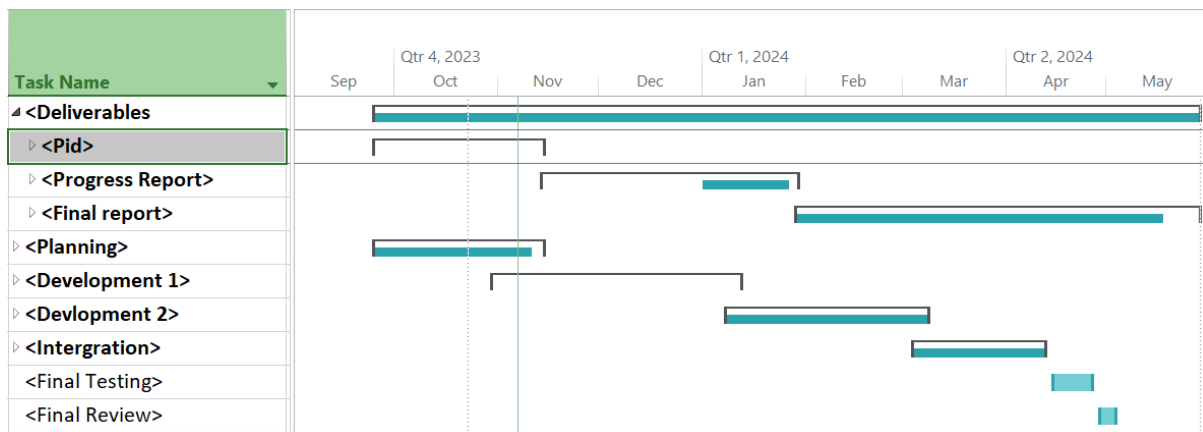 Qtr 4, 2023 Qtr 1, 2024 Qtr 2, 2024
Task Name Sep Oct Nov Dec Jan Feb Mar Apr May
<Deliverables
<Pid>
<Progress Report>
<Final report>
<Planning>
<Development 1>
<Devlopment 2>
<Intergration>
<Final Testing>
<Final Review>